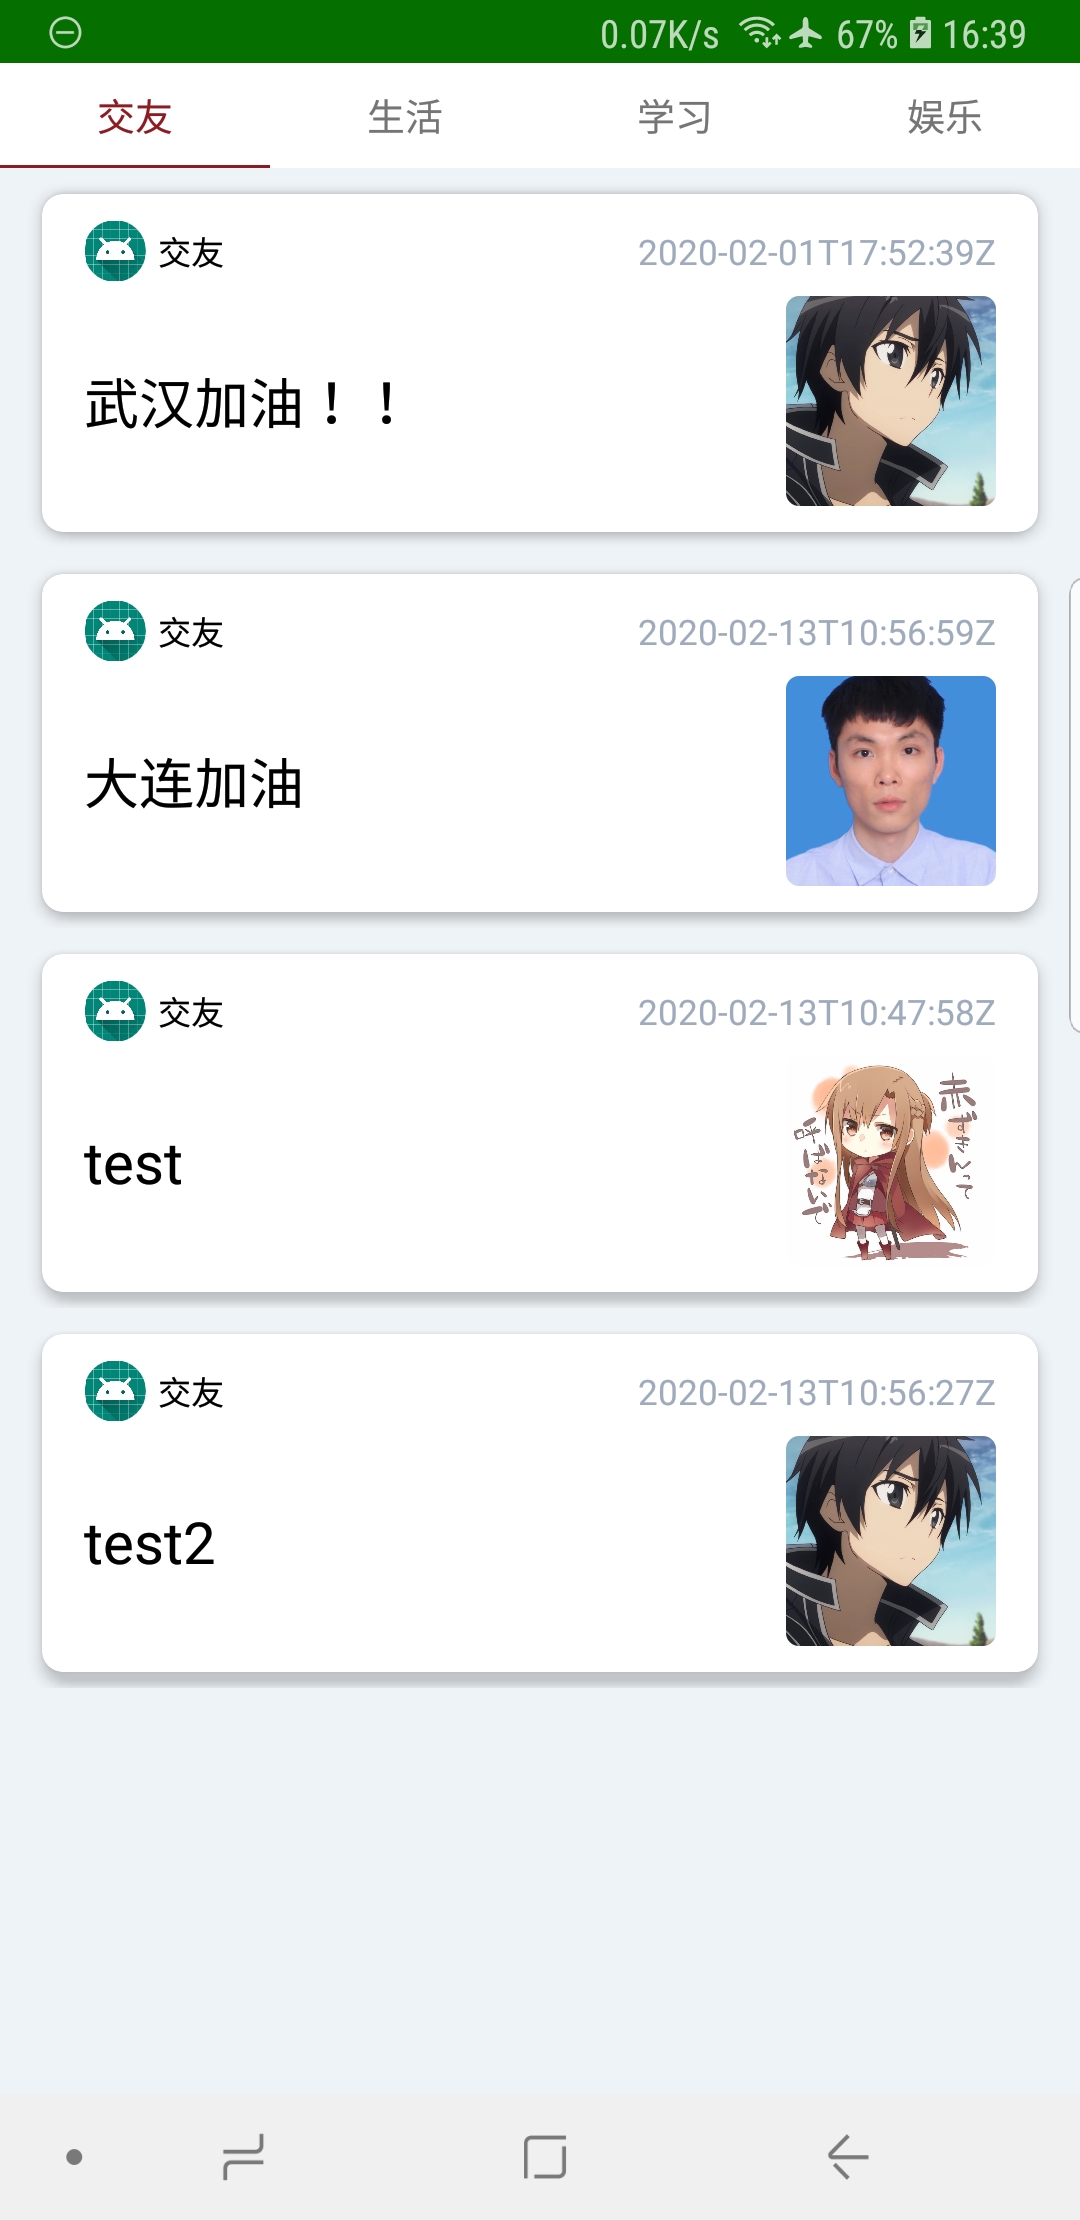 0.07K/s 67% 16:39
交友 生活 学习 娱乐
交友 2020-02-01T17:52:39Z
武汉加油！！
交友 2020-02-13T10:56:59Z
大连加油
交友 2020-02-13T10:47:58Z
test
赤ずきんって
呼ばないで
交友 2020-02-13T10:56:27Z
test2